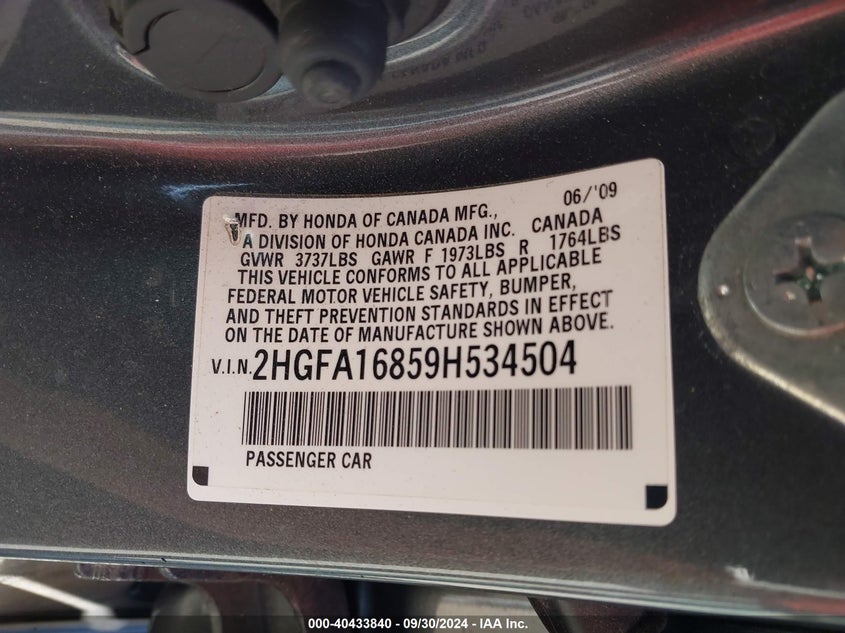 06/'09
MFD. BY HONDA OF CANADA MFG.,
A DIVISION OF HONDA CANADA INC. CANADA
GVWR 3737LBS GAWR F 1973LBS R 1764LBS
THIS VEHICLE CONFORMS TO ALL APPLICABLE
FEDERAL MOTOR VEHICLE SAFETY, BUMPER,
AND THEFT PREVENTION STANDARDS IN EFFECT
ON THE DATE OF MANUFACTURE SHOWN ABOVE.
V.I.N. 2HGFA16859H534504
PASSENGER CAR
000-40433840 - 09/30/2024 - IAA Inc.